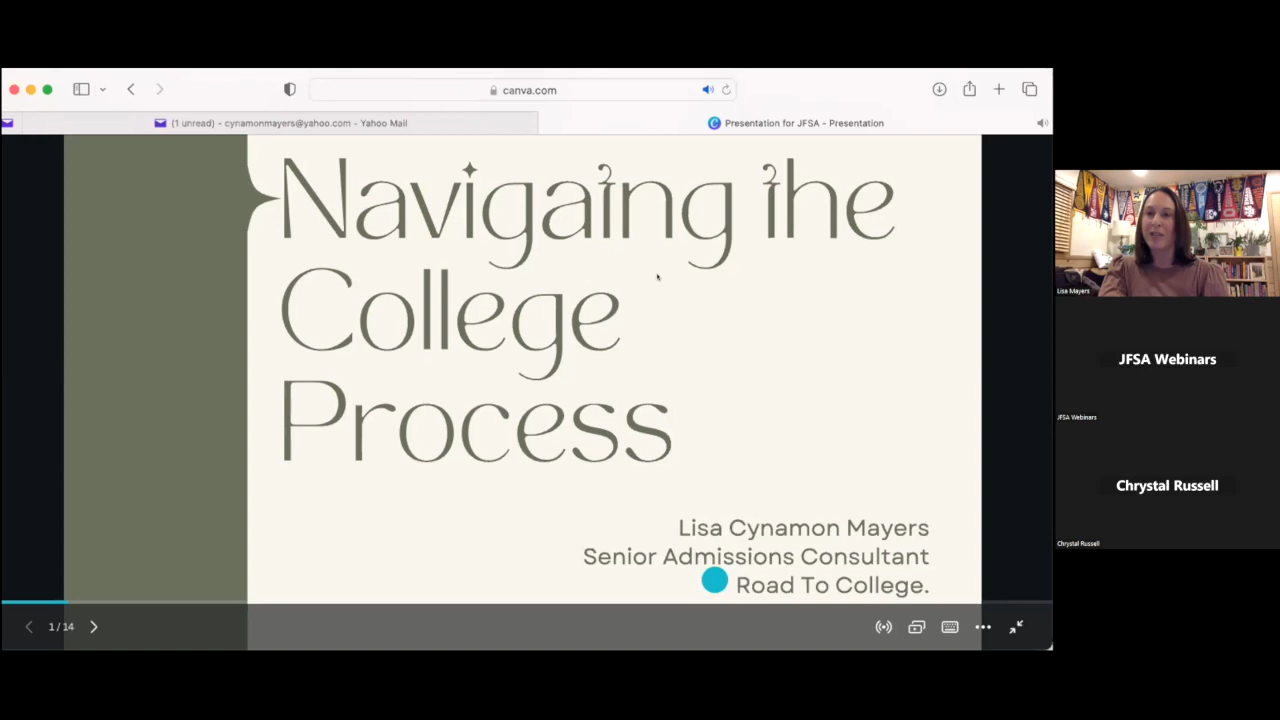 canva.com
(1 unread) - cynamonmayers@yahoo.com - Yahoo Mail
Presentation for JFSA - Presentation
Navigating the
College
Process
Lisa Cynamon Mayers
Senior Admissions Consultant
Road To College.
1/14
Lisa Mayers
JFSA Webinars
JFSA Webinars
Chrystal Russell
Chrystal Russell